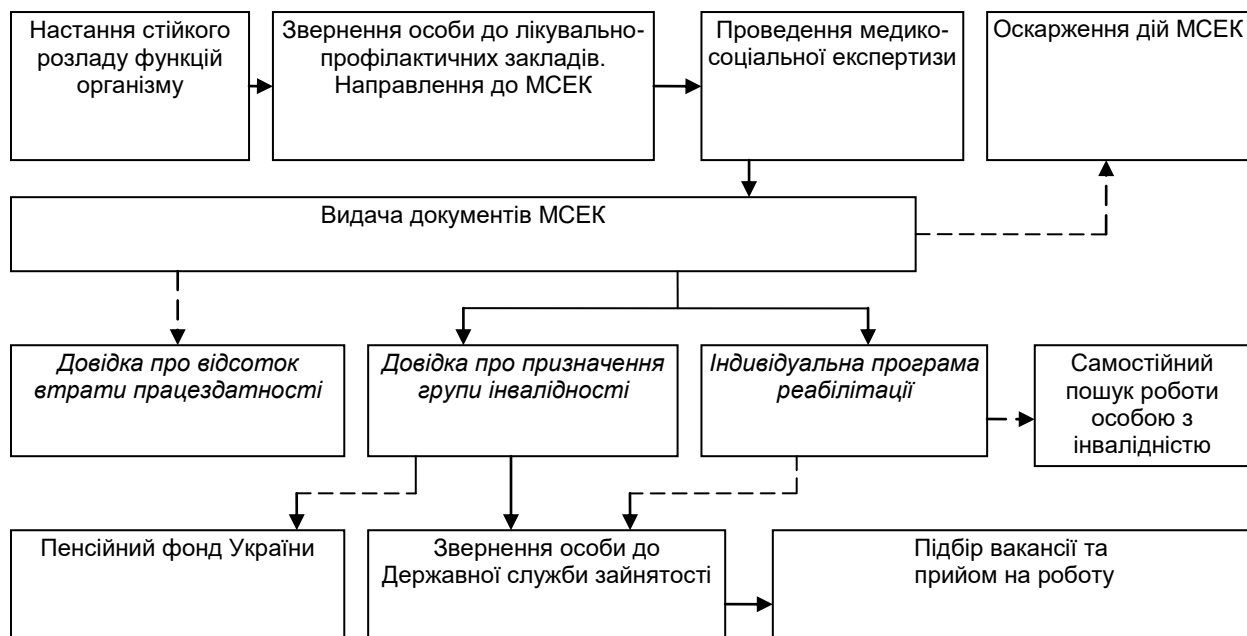 Настання стійкого
розладу функцій
організму
Звернення особи до лікувально-
профілактичних закладів.
Направлення до МСЕК
Проведення медико-
соціальної експертизи
Оскарження дій МСЕК
Видача документів МСЕК
Довідка про відсоток
втрати працездатності
Довідка про призначення
групи інвалідності
Індивідуальна програма
реабілітації
Самостійний
пошук роботи
особою з
інвалідністю
Пенсійний фонд України
Звернення особи до
Державної служби зайнятості
Підбір вакансії та
прийом на роботу